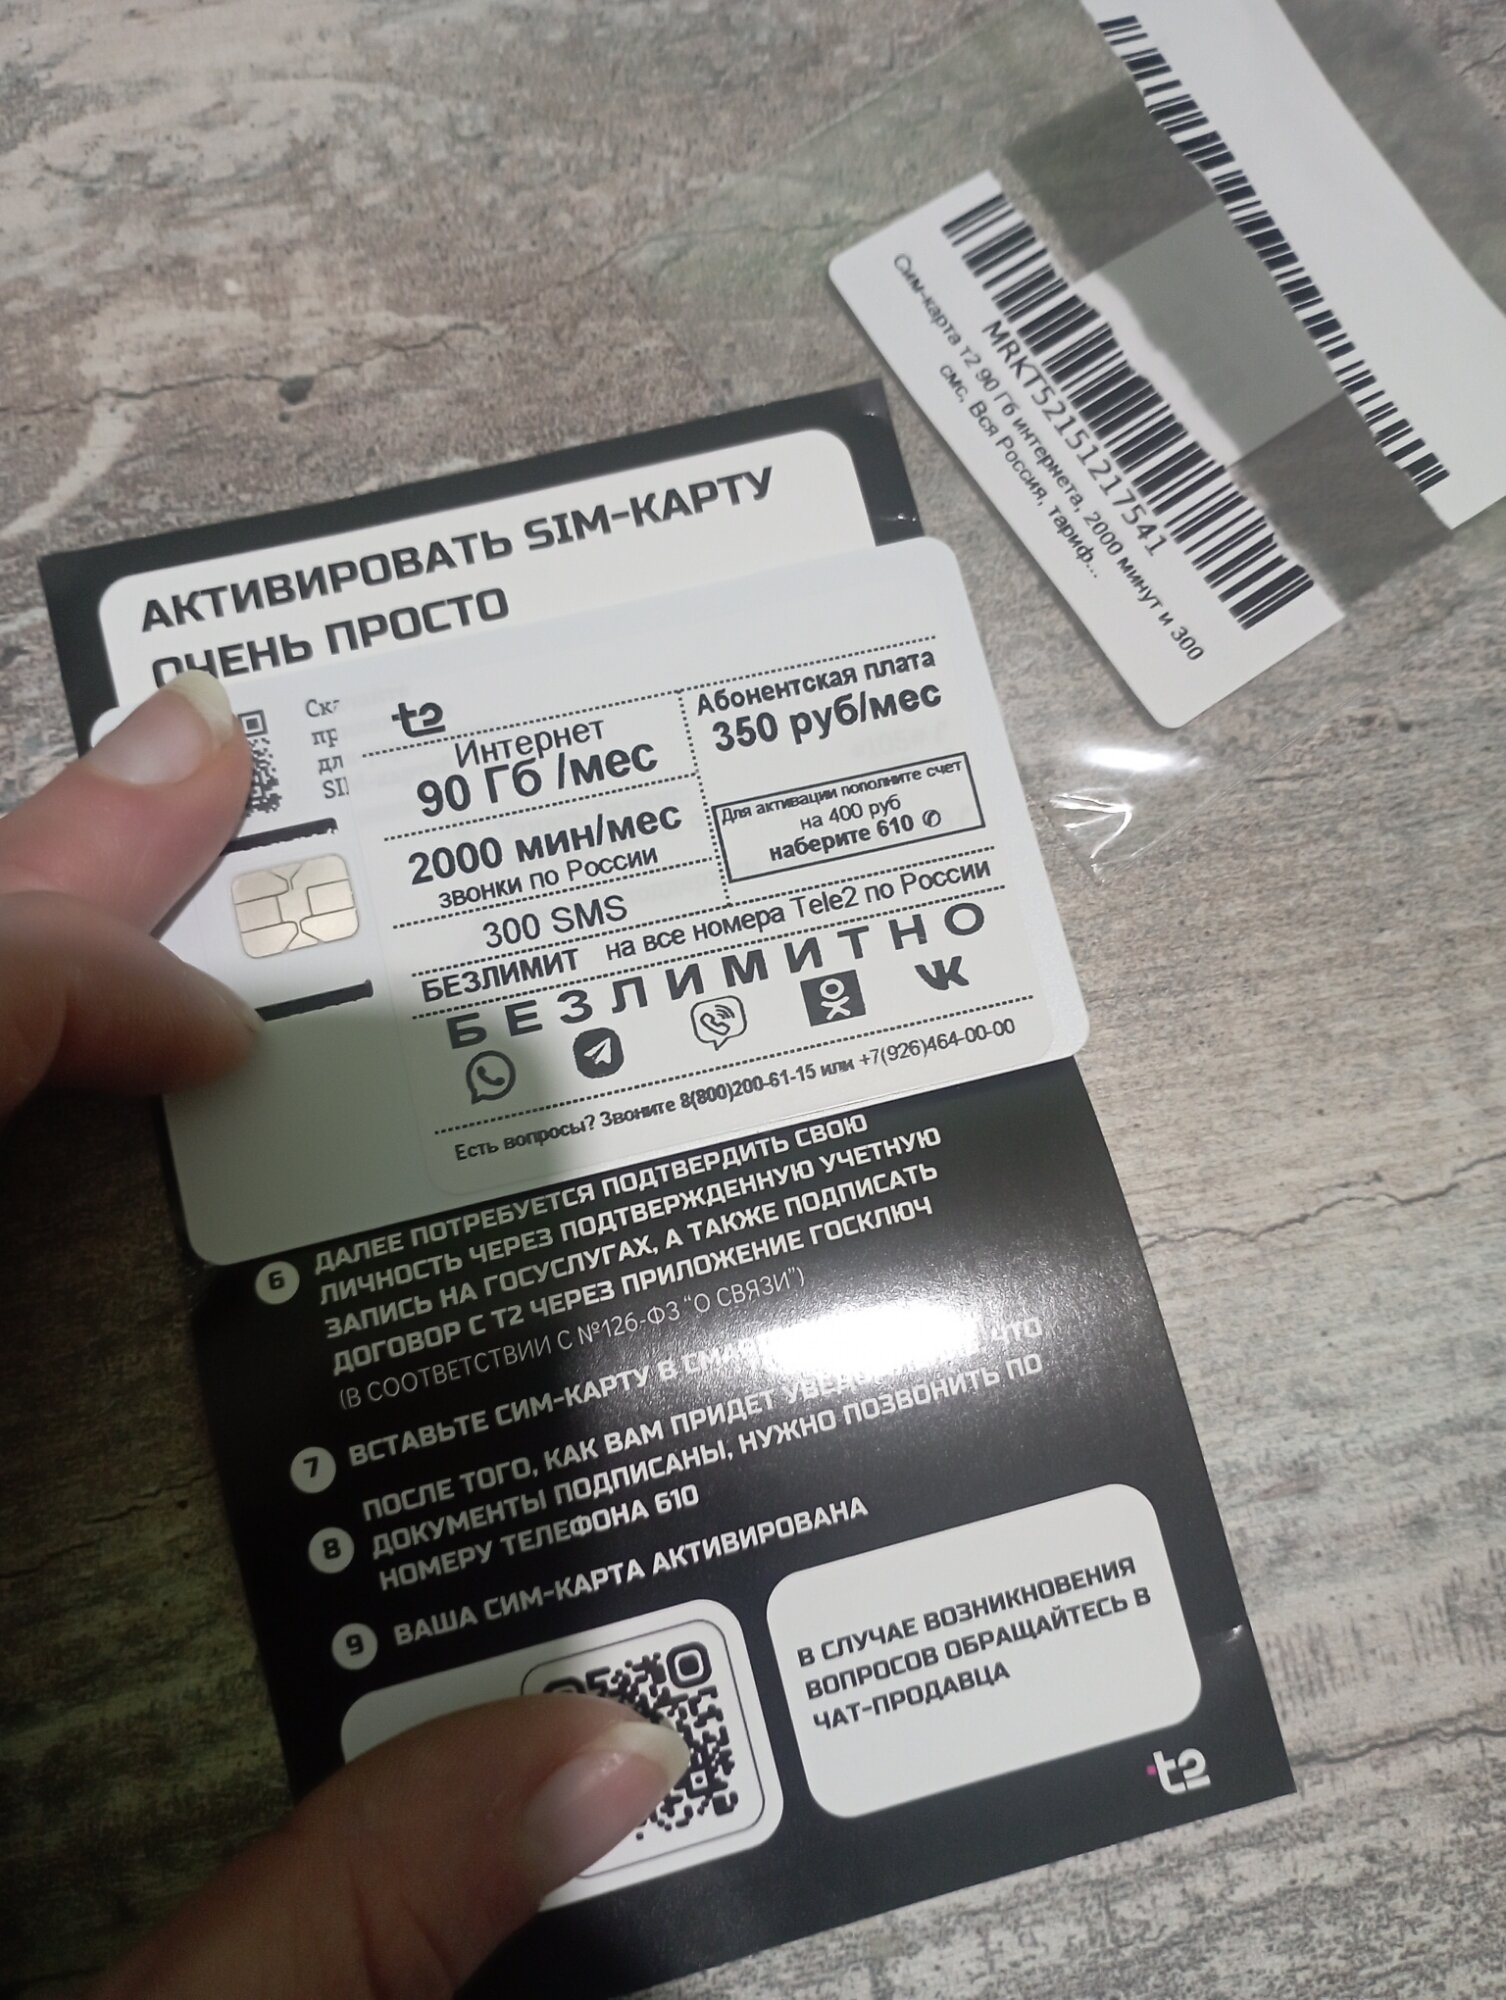 MRKT52151217541
Сим-карта т2 90 Гб интернета, 2000 минут и 300
смс, Вся Россия, тариф...
АКТИВИРОВАТЬ SIM-КАРТУ
ОЧЕНЬ ПРОСТО
t2
Интернет
90 Гб /мес
2000 мин/мес
звонки по России
300 SMS
Абонентская плата
350 руб/мес
Для активации пополните счет
на 400 руб
наберите 610 ✆
БЕЗЛИМИТ на все номера Tele2 по России
БЕЗЛИМИТНО
Есть вопросы? Звоните 8(800)200-61-15 или +7(926)464-00-00
6 ДАЛЕЕ ПОТРЕБУЕТСЯ ПОДТВЕРДИТЬ СВОЮ
ЛИЧНОСТЬ ЧЕРЕЗ ПОДТВЕРЖДЕННУЮ УЧЕТНУЮ
ЗАПИСЬ НА ГОСУСЛУГАХ, А ТАКЖЕ ПОДПИСАТЬ
ДОГОВОР С Т2 ЧЕРЕЗ ПРИЛОЖЕНИЕ ГОСКЛЮЧ
(В СООТВЕТСТВИИ С №126-ФЗ "О СВЯЗИ")
7 ВСТАВЬТЕ СИМ-КАРТУ В
8 ПОСЛЕ ТОГО, КАК ВАМ ПРИДЕТ ЧТО
ДОКУМЕНТЫ ПОДПИСАНЫ, НУЖНО ПОЗВОНИТЬ ПО
НОМЕРУ ТЕЛЕФОНА 610
9 ВАША СИМ-КАРТА АКТИВИРОВАНА
В СЛУЧАЕ ВОЗНИКНОВЕНИЯ
ВОПРОСОВ ОБРАЩАЙТЕСЬ В
ЧАТ-ПРОДАВЦА
t2